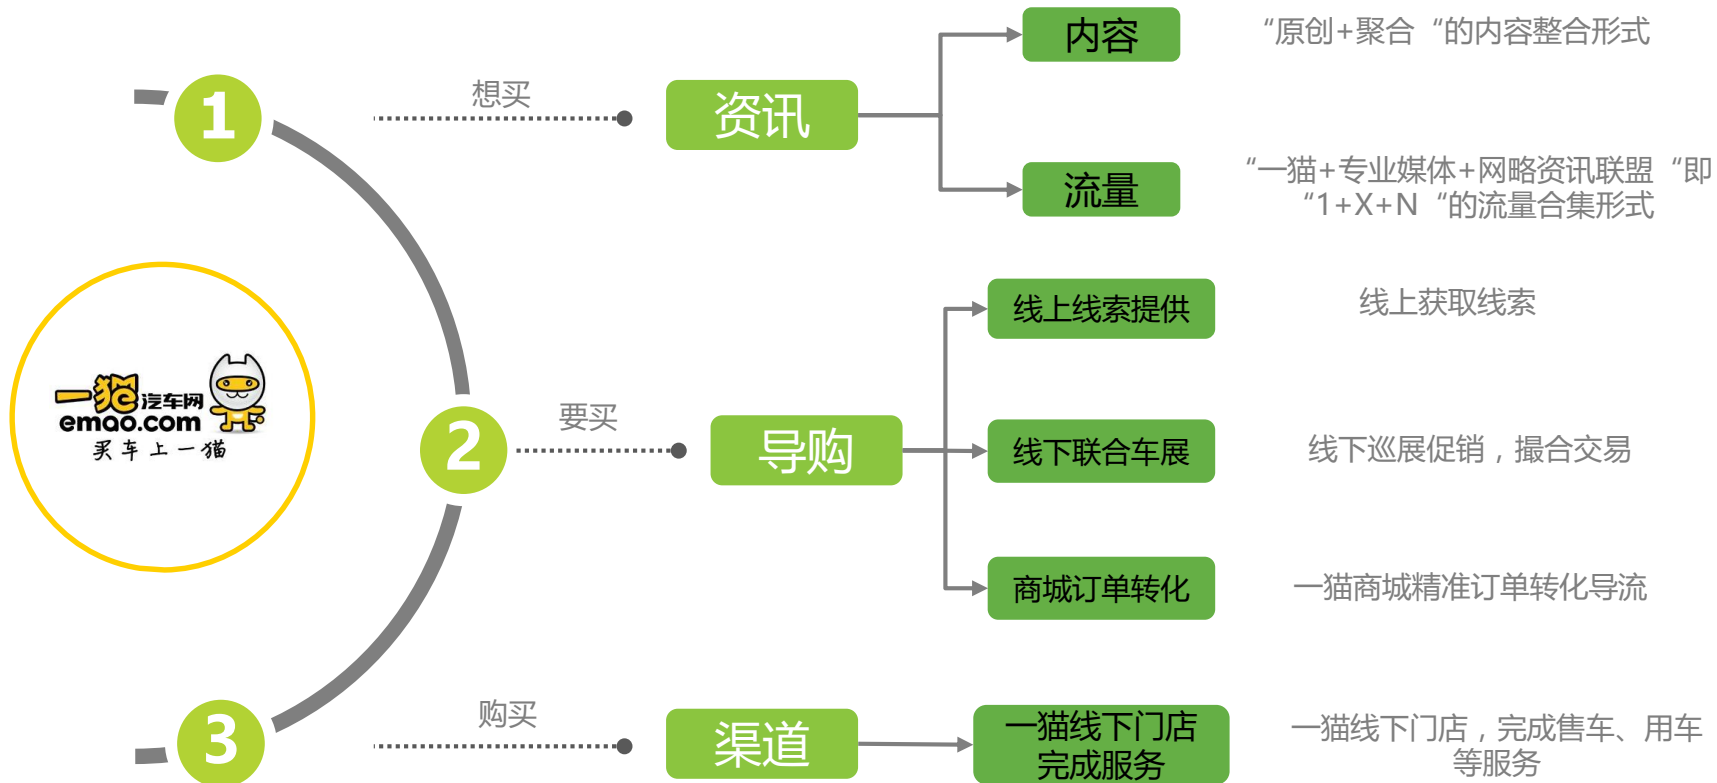 1
想买
资讯
内容
“原创+聚合“的内容整合形式
流量
“一猫+专业媒体+网略资讯联盟“即
“1+X+N“的流量合集形式
一猫汽车网
emao.com
买车上一猫
2
要买
导购
线上线索提供
线上获取线索
线下联合车展
线下巡展促销，撮合交易
商城订单转化
一猫商城精准订单转化导流
3
购买
渠道
一猫线下门店
完成服务
一猫线下门店，完成售车、用车
等服务